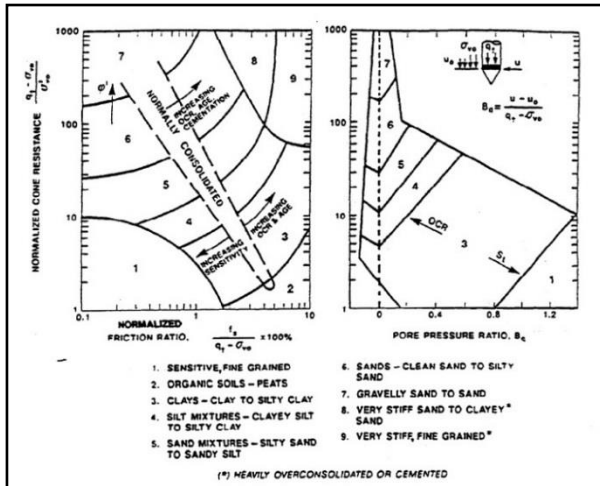 1000
100
10
1
NORMALIZED CONE RESISTANCE
qT - σvo
σ'vo
7
8
9
φ'
6
5
4
3
1
2
NORMALLY CONSOLIDATED
INCREASING
OCR, AGE
CEMENTATION
INCREASING
OCR & AGE
INCREASING
SENSITIVITY
0.1
1
10
NORMALIZED
FRICTION RATIO,
fs
qT - σvo
x100%
1000
100
10
1
7
6
5
4
3
1
OCR
St
σvo
qT
uo
u
u - uo
qT - σvo
0
0.4
0.8
1.2
PORE PRESSURE RATIO,
1. SENSITIVE, FINE GRAINED
2. ORGANIC SOILS – PEATS
3. CLAYS – CLAY TO SILTY CLAY
4. SILT MIXTURES – CLAYEY SILT
TO SILTY CLAY
5. SAND MIXTURES – SILTY SAND
TO SANDY SILT
6. SANDS – CLEAN SAND TO SILTY
SAND
7. GRAVELLY SAND TO SAND
8. VERY STIFF SAND TO CLAYEY*
SAND
9. VERY STIFF, FINE GRAINED*
(*) HEAVILY OVERCONSOLIDATED OR CEMENTED